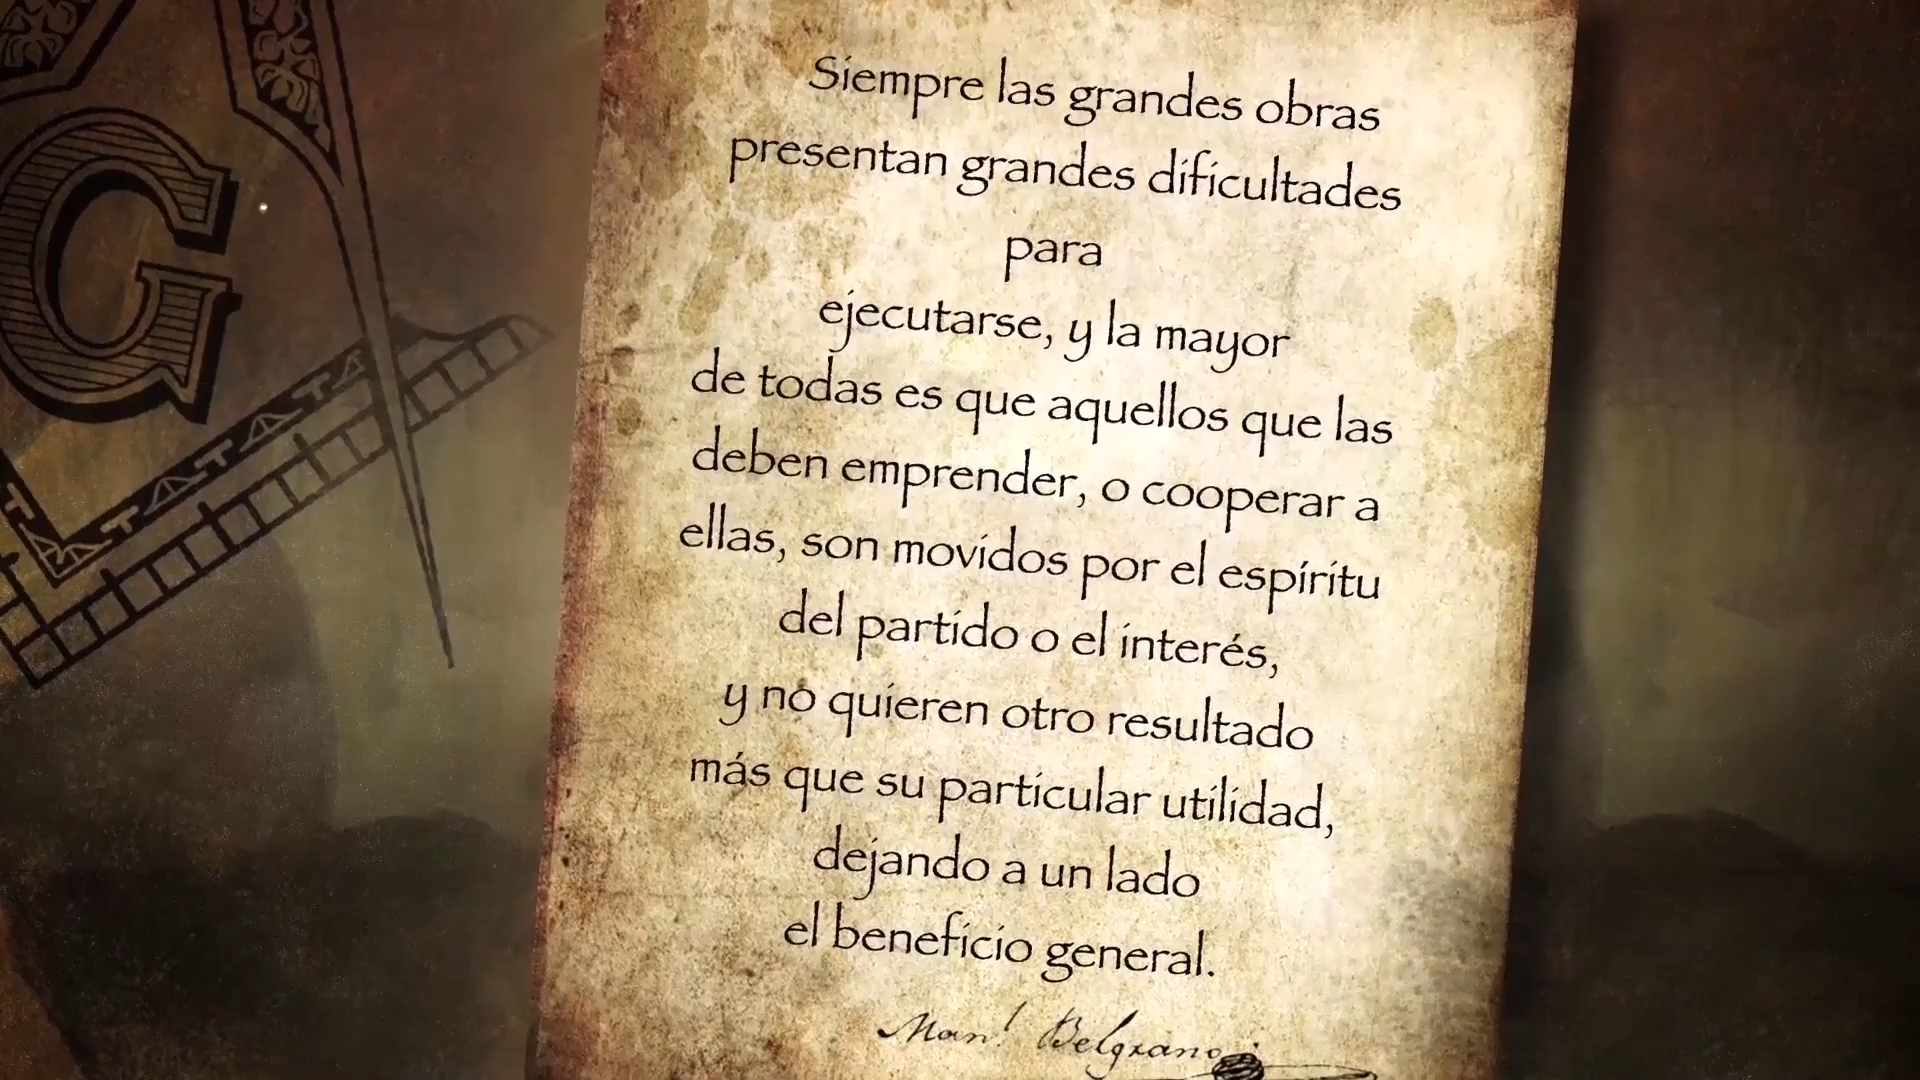 G
Siempre las grandes obras
presentan grandes dificultades
para
ejecutarse, y la mayor
de todas es que aquellos que las
deben emprender, o cooperar a
ellas, son movidos por el espíritu
del partido o el interés,
y no quieren otro resultado
más que su particular utilidad,
dejando a un lado
el beneficio general.
Man! Belgrano